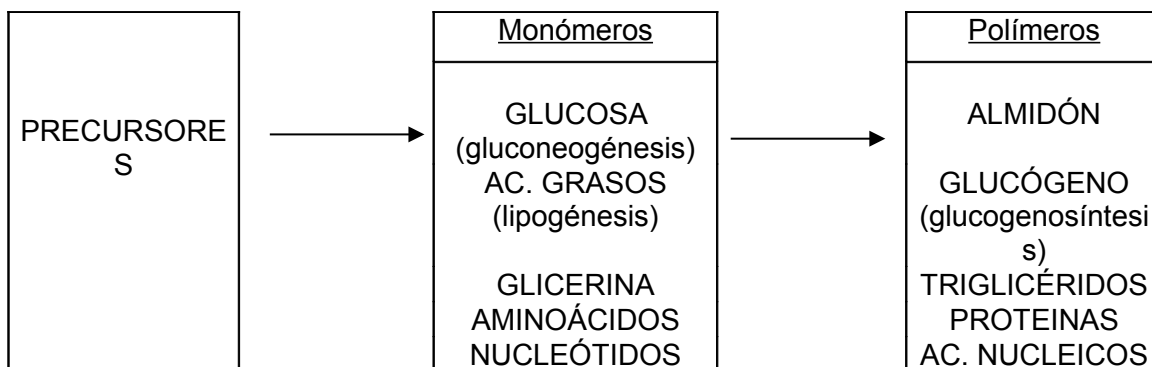 PRECURSORE
S
Monómeros
GLUCOSA
(gluconeogénesis)
AC. GRASOS
(lipogénesis)
GLICERINA
AMINOÁCIDOS
NUCLEÓTIDOS
Polímeros
ALMIDÓN
GLUCÓGENO
(glucogenosíntesi
s)
TRIGLICÉRIDOS
PROTEINAS
AC. NUCLEICOS